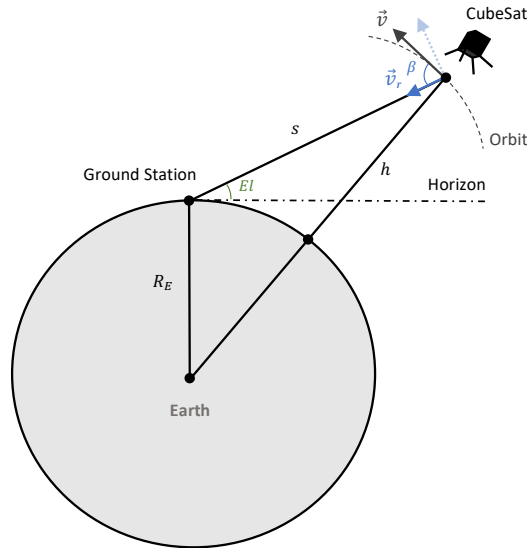 CubeSat
v⃗
β
v⃗ᵣ
Orbit
s
h
Ground Station
El
Horizon
R_E
Earth